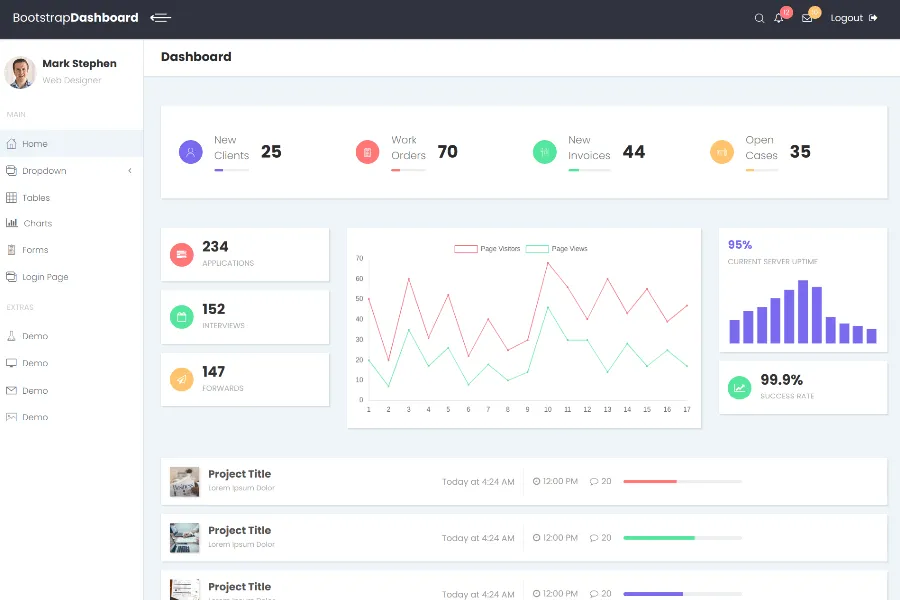 BootstrapDashboard
12
Logout
Mark Stephen
Web Designer
MAIN
Home
Dropdown
Tables
Charts
Forms
Login Page
EXTRAS
Demo
Demo
Demo
Demo
Dashboard
New
Clients
25
Work
Orders
70
New
Invoices
44
Open
Cases
35
234
APPLICATIONS
152
INTERVIEWS
147
FORWARDS
Page Visitors Page Views
70
60
50
40
30
20
10
0
1 2 3 4 5 6 7 8 9 10 11 12 13 14 15 16 17
95%
CURRENT SERVER UPTIME
99.9%
SUCCESS RATE
Project Title
Lorem Ipsum Dolor
Today at 4:24 AM 12:00 PM 20
Project Title
Lorem Ipsum Dolor
Today at 4:24 AM 12:00 PM 20
Project Title
Lorem Ipsum Dolor
Today at 4:24 AM 12:00 PM 20